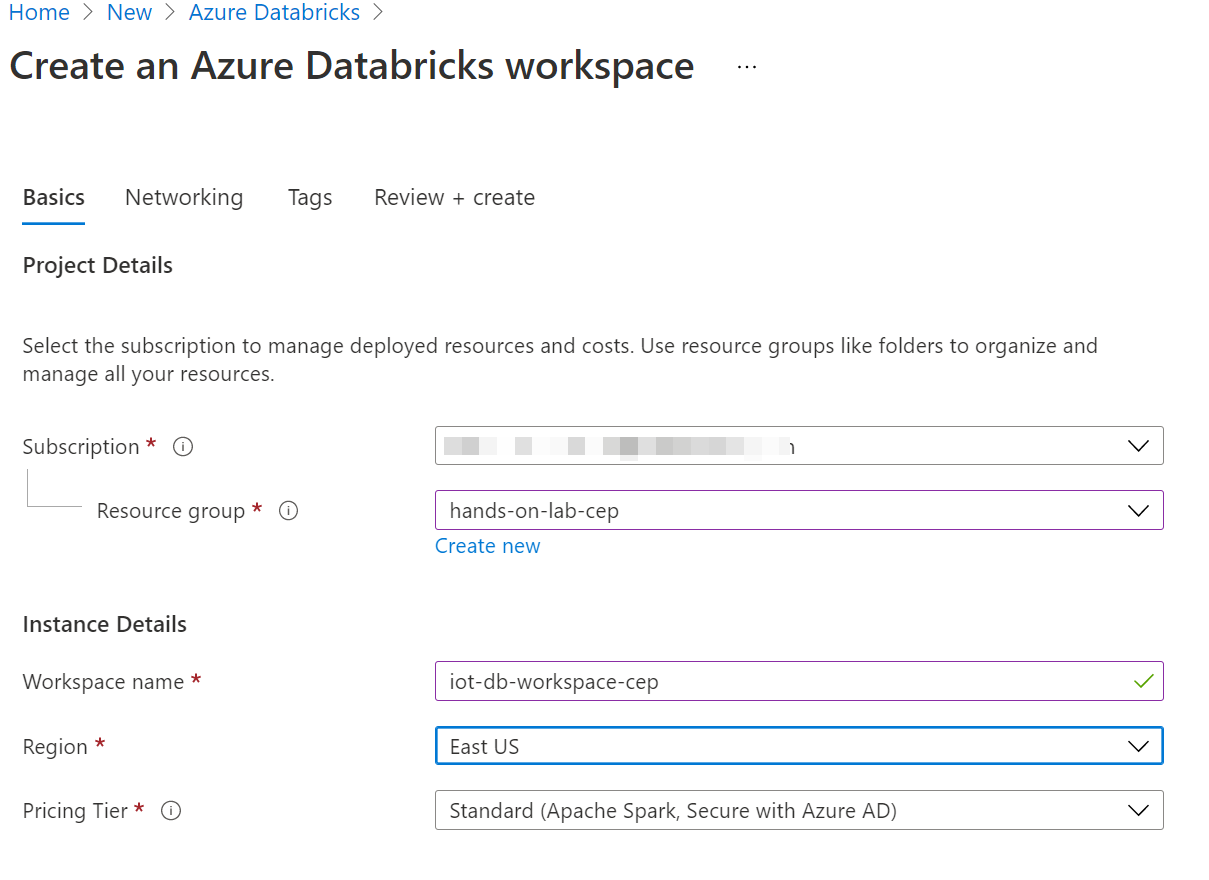 Home > New > Azure Databricks >
Create an Azure Databricks workspace ...
Basics Networking Tags Review + create
Project Details
Select the subscription to manage deployed resources and costs. Use resource groups like folders to organize and
manage all your resources.
Subscription *
Resource group * hands-on-lab-cep
Create new
Instance Details
Workspace name * iot-db-workspace-cep
Region * East US
Pricing Tier * Standard (Apache Spark, Secure with Azure AD)